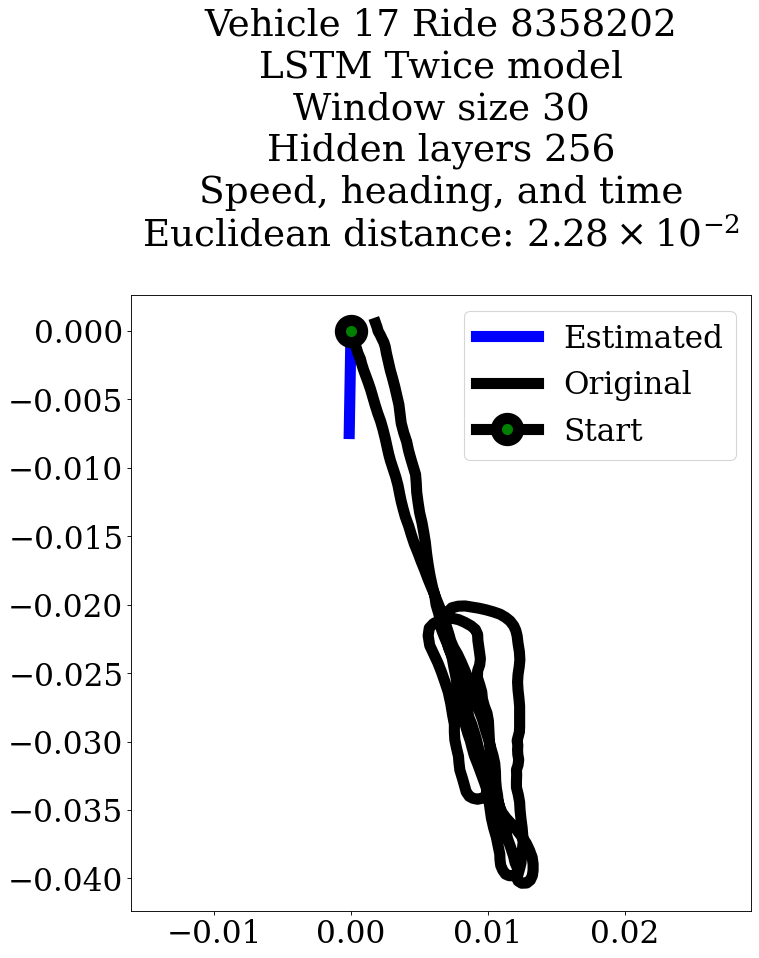 Vehicle 17 Ride 8358202
LSTM Twice model
Window size 30
Hidden layers 256
Speed, heading, and time
Euclidean distance: 2.28 × 10⁻²
Estimated
Original
Start
0.000
−0.005
−0.010
−0.015
−0.020
−0.025
−0.030
−0.035
−0.040
−0.01 0.00 0.01 0.02